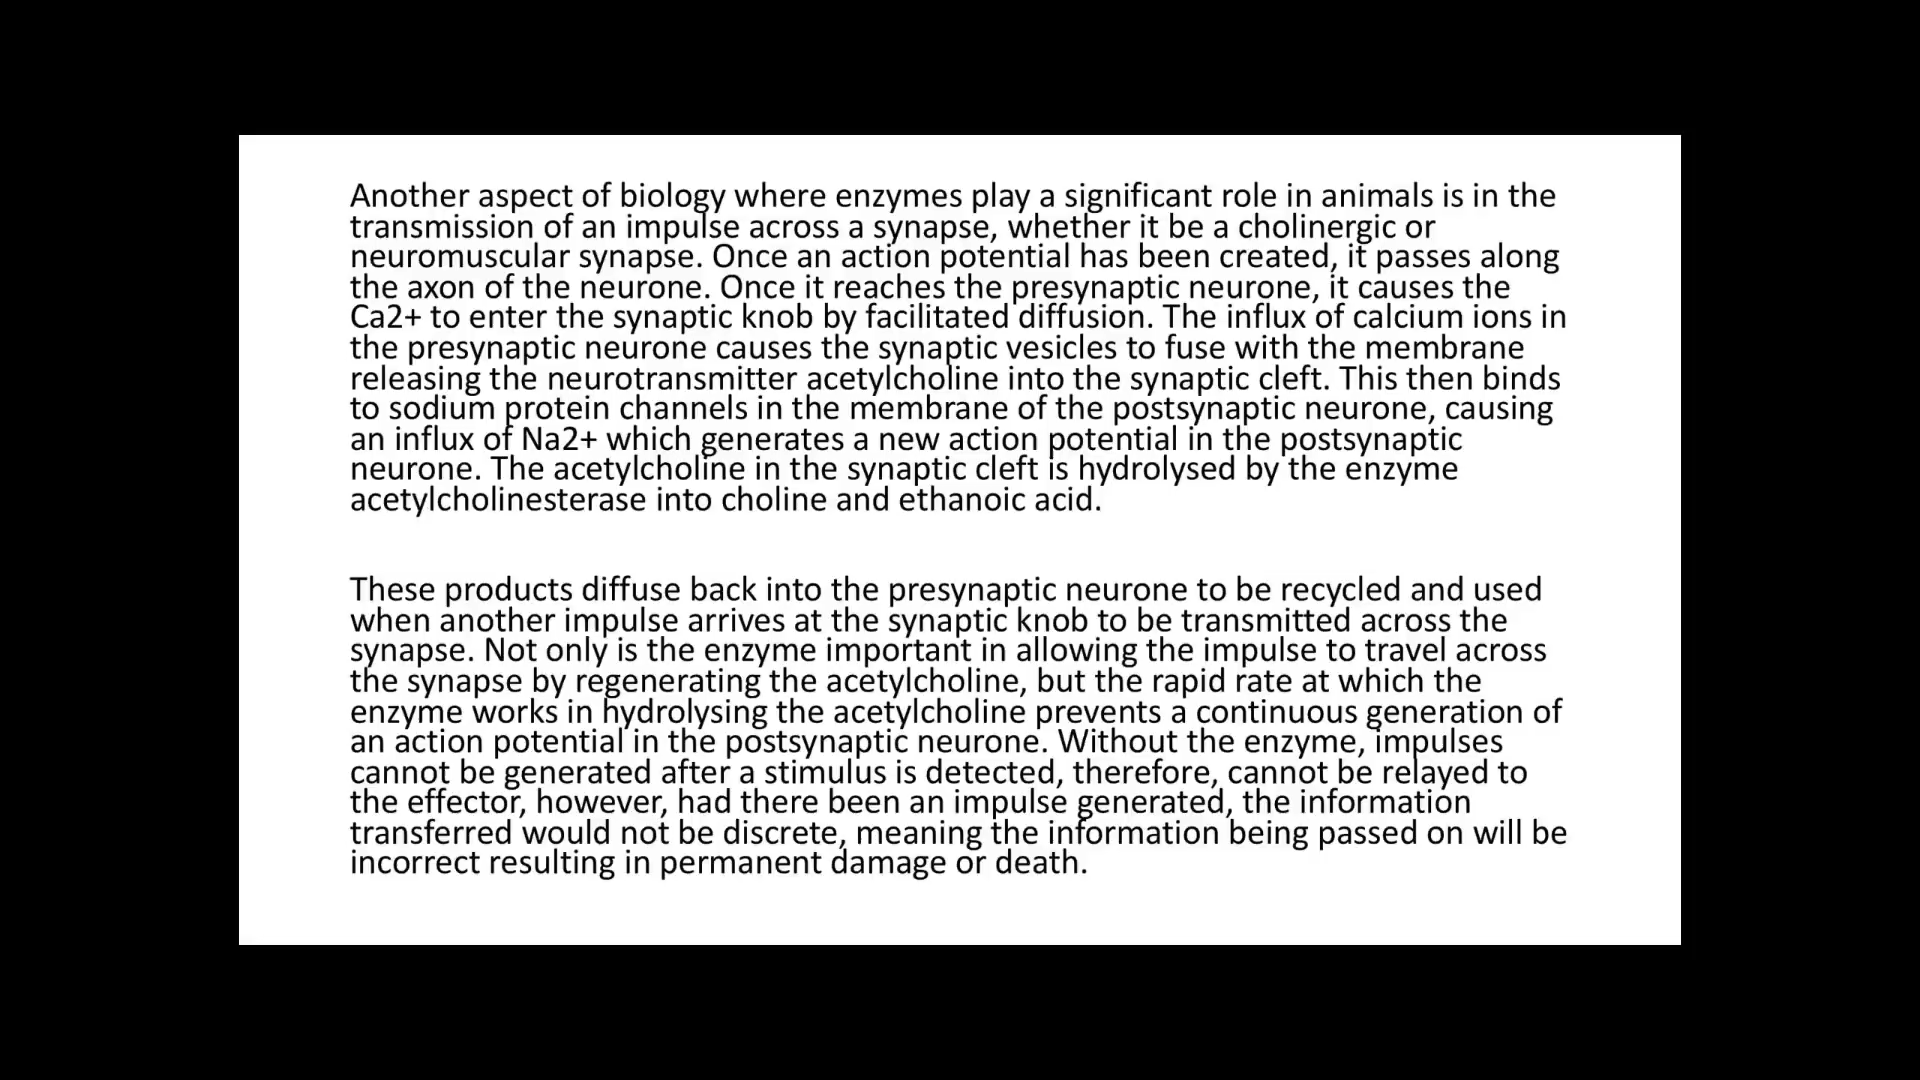 Another aspect of biology where enzymes play a significant role in animals is in the
transmission of an impulse across a synapse, whether it be a cholinergic or
neuromuscular synapse. Once an action potential has been created, it passes along
the axon of the neurone. Once it reaches the presynaptic neurone, it causes the
Ca2+ to enter the synaptic knob by facilitated diffusion. The influx of calcium ions in
the presynaptic neurone causes the synaptic vesicles to fuse with the membrane
releasing the neurotransmitter acetylcholine into the synaptic cleft. This then binds
to sodium protein channels in the membrane of the postsynaptic neurone, causing
an influx of Na2+ which generates a new action potential in the postsynaptic
neurone. The acetylcholine in the synaptic cleft is hydrolysed by the enzyme
acetylcholinesterase into choline and ethanoic acid.
These products diffuse back into the presynaptic neurone to be recycled and used
when another impulse arrives at the synaptic knob to be transmitted across the
synapse. Not only is the enzyme important in allowing the impulse to travel across
the synapse by regenerating the acetylcholine, but the rapid rate at which the
enzyme works in hydrolysing the acetylcholine prevents a continuous generation of
an action potential in the postsynaptic neurone. Without the enzyme, impulses
cannot be generated after a stimulus is detected, therefore, cannot be relayed to
the effector, however, had there been an impulse generated, the information
transferred would not be discrete, meaning the information being passed on will be
incorrect resulting in permanent damage or death.